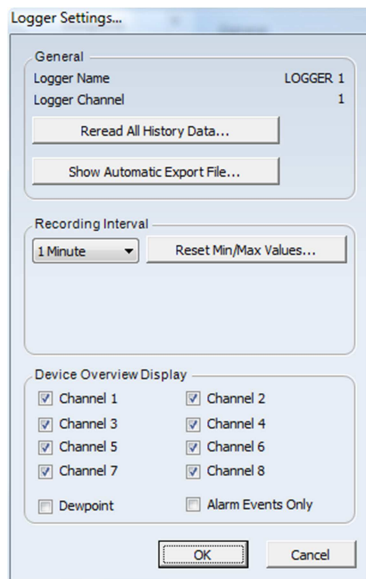 Logger Settings...
General
Logger Name LOGGER 1
Logger Channel 1
Reread All History Data...
Show Automatic Export File...
Recording Interval
1 Minute Reset Min/Max Values...
Device Overview Display
Channel 1 Channel 2
Channel 3 Channel 4
Channel 5 Channel 6
Channel 7 Channel 8
Dewpoint Alarm Events Only
OK Cancel